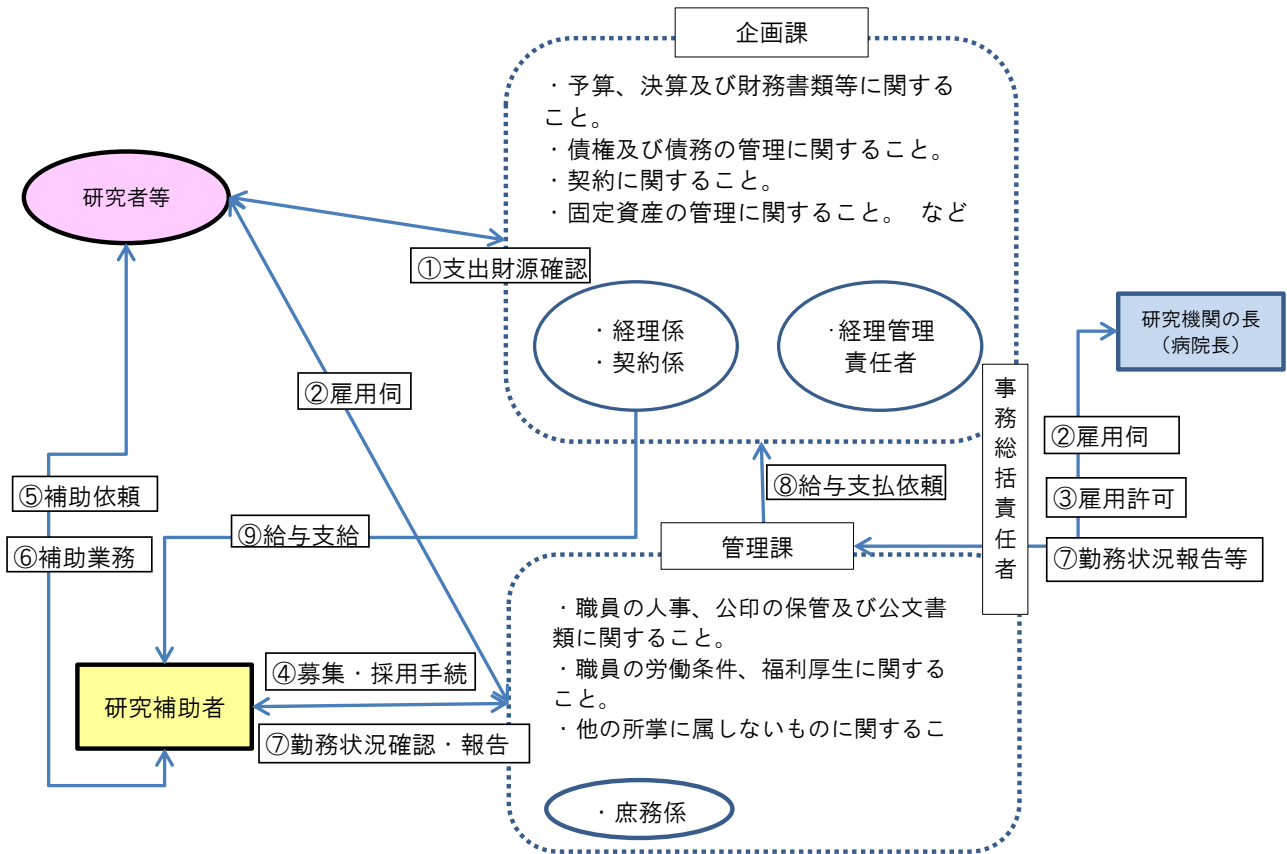 企画課
・予算、決算及び財務書類等に関する
こと。
・債権及び債務の管理に関すること。
・契約に関すること。
・固定資産の管理に関すること。 など
研究者等
①支出財源確認
・経理係
・契約係
・経理管理
責任者
研究機関の長
（病院長）
②雇用伺
事務総括責任者
②雇用伺
③雇用許可
⑦勤務状況報告等
⑤補助依頼
⑥補助業務
⑧給与支払依頼
⑨給与支給
管理課
・職員の人事、公印の保管及び公文書
類に関すること。
・職員の労働条件、福利厚生に関する
こと。
・他の所掌に属しないものに関するこ
④募集・採用手続
研究補助者
⑦勤務状況確認・報告
・庶務係